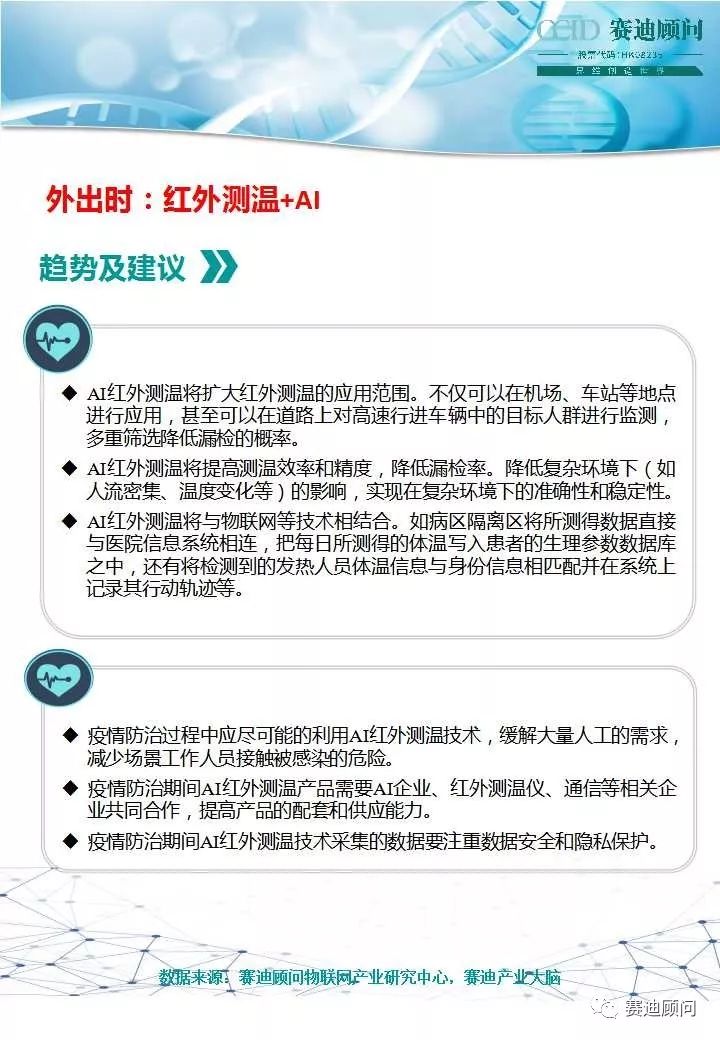 CCID 赛迪顾问
股票代码:HK08235
思维创造世界
外出时：红外测温+AI
趋势及建议
◆ AI红外测温将扩大红外测温的应用范围。不仅可以在机场、车站等地点
进行应用，甚至可以在道路上对高速行进车辆中的目标人群进行监测，
多重筛选降低漏检的概率。
◆ AI红外测温将提高测温效率和精度，降低漏检率。降低复杂环境下（如
人流密集、温度变化等）的影响，实现在复杂环境下的准确性和稳定性。
◆ AI红外测温将与物联网等技术相结合。如病区隔离区将所测得数据直接
与医院信息系统相连，把每日所测得的体温写入患者的生理参数数据库
之中，还有将检测到的发热人员体温信息与身份信息相匹配并在系统上
记录其行动轨迹等。
◆ 疫情防治过程中应尽可能的利用AI红外测温技术，缓解大量人工的需求，
减少场景工作人员接触被感染的危险。
◆ 疫情防治期间AI红外测温产品需要AI企业、红外测温仪、通信等相关企
业共同合作，提高产品的配套和供应能力。
◆ 疫情防治期间AI红外测温技术采集的数据要注重数据安全和隐私保护。
数据来源：赛迪顾问物联网产业研究中心，赛迪产业大脑
赛迪顾问